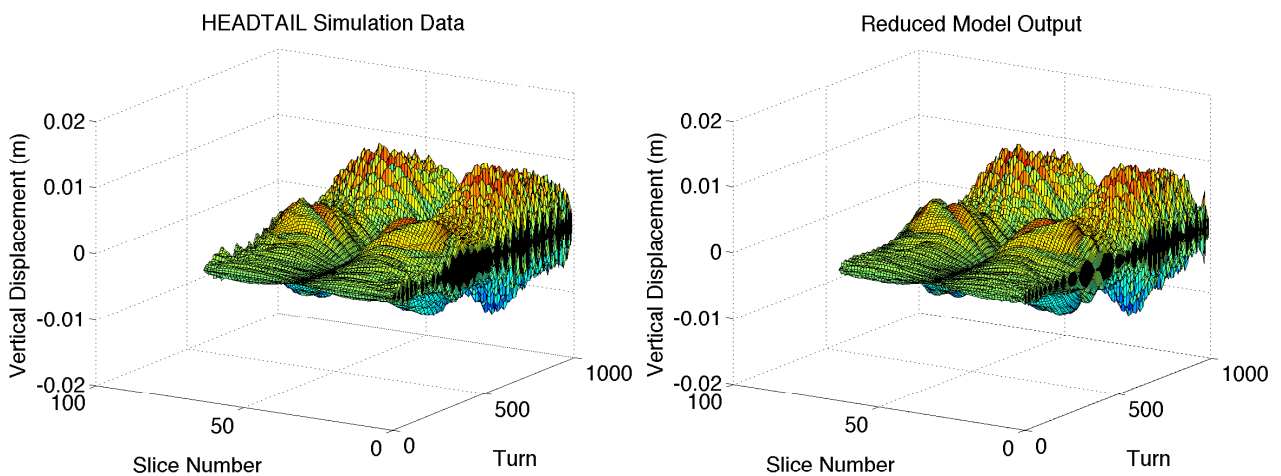 HEADTAIL Simulation Data
0.02
0.01
0
-0.01
-0.02
Vertical Displacement (m)
100
50
0
Slice Number
0
500
1000
Turn
Reduced Model Output
0.02
0.01
0
-0.01
-0.02
Vertical Displacement (m)
100
50
0
Slice Number
0
500
1000
Turn